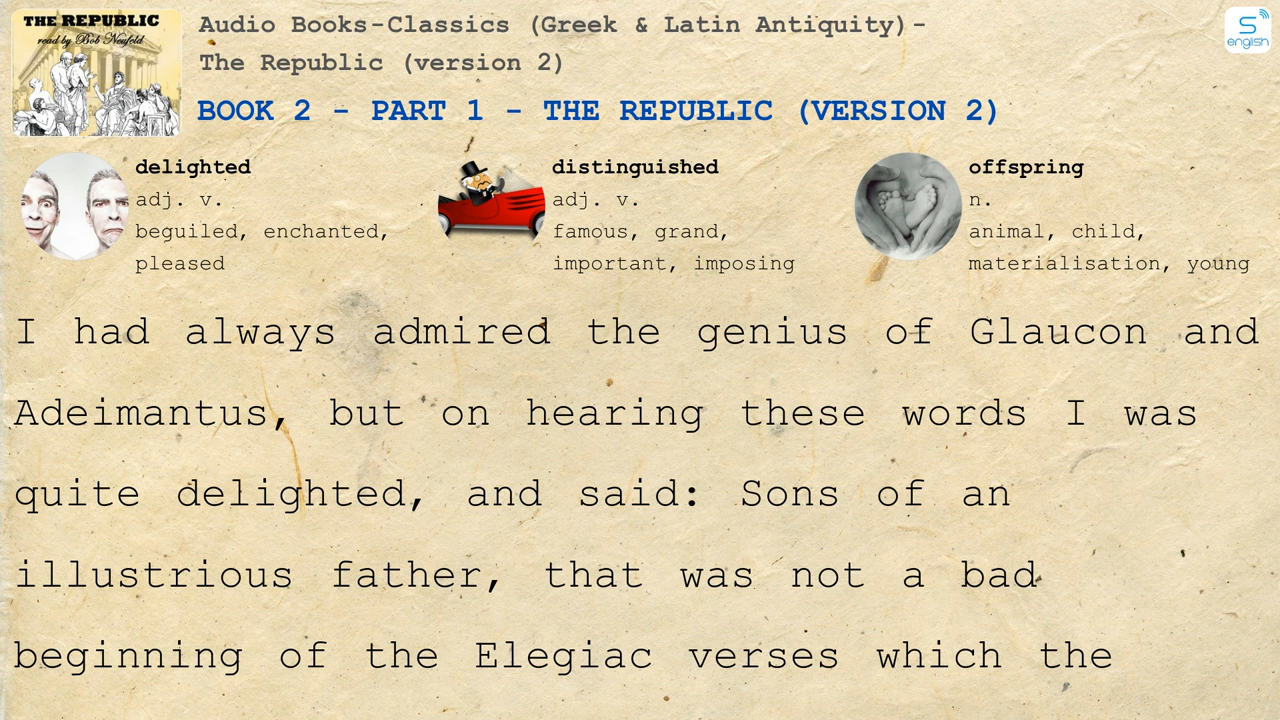 THE REPUBLIC
read by Bob Neufeld
Audio Books-Classics (Greek & Latin Antiquity)-
The Republic (version 2)
BOOK 2 - PART 1 - THE REPUBLIC (VERSION 2)
S
english
delighted
adj. v.
beguiled, enchanted,
pleased
distinguished
adj. v.
famous, grand,
important, imposing
offspring
n.
animal, child,
materialisation, young
I had always admired the genius of Glaucon and
Adeimantus, but on hearing these words I was
quite delighted, and said: Sons of an
illustrious father, that was not a bad
beginning of the Elegiac verses which the